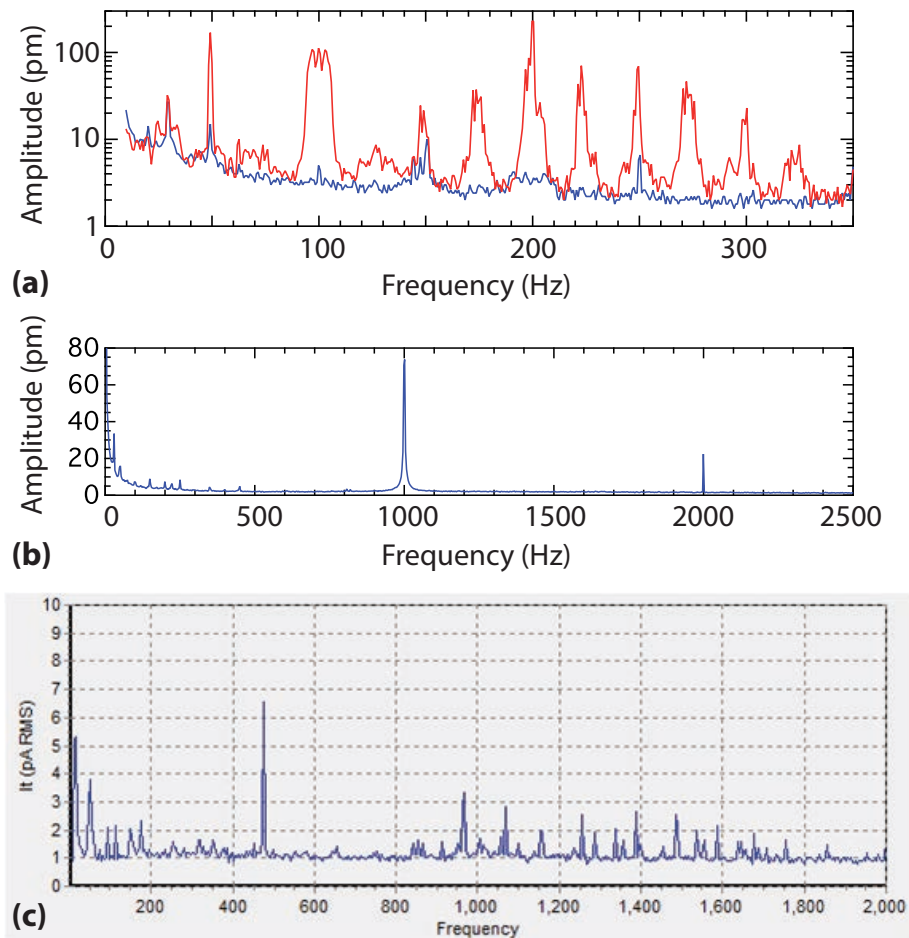 100
10
1
Amplitude (pm)
0 100 200 300
Frequency (Hz)
(a)
80
60
40
20
0
Amplitude (pm)
0 500 1000 1500 2000 2500
Frequency (Hz)
(b)
10
9
8
7
6
5
4
3
2
1
0
It (pA RMS)
200 400 600 800 1,000 1,200 1,400 1,600 1,800 2,000
Frequency
(c)